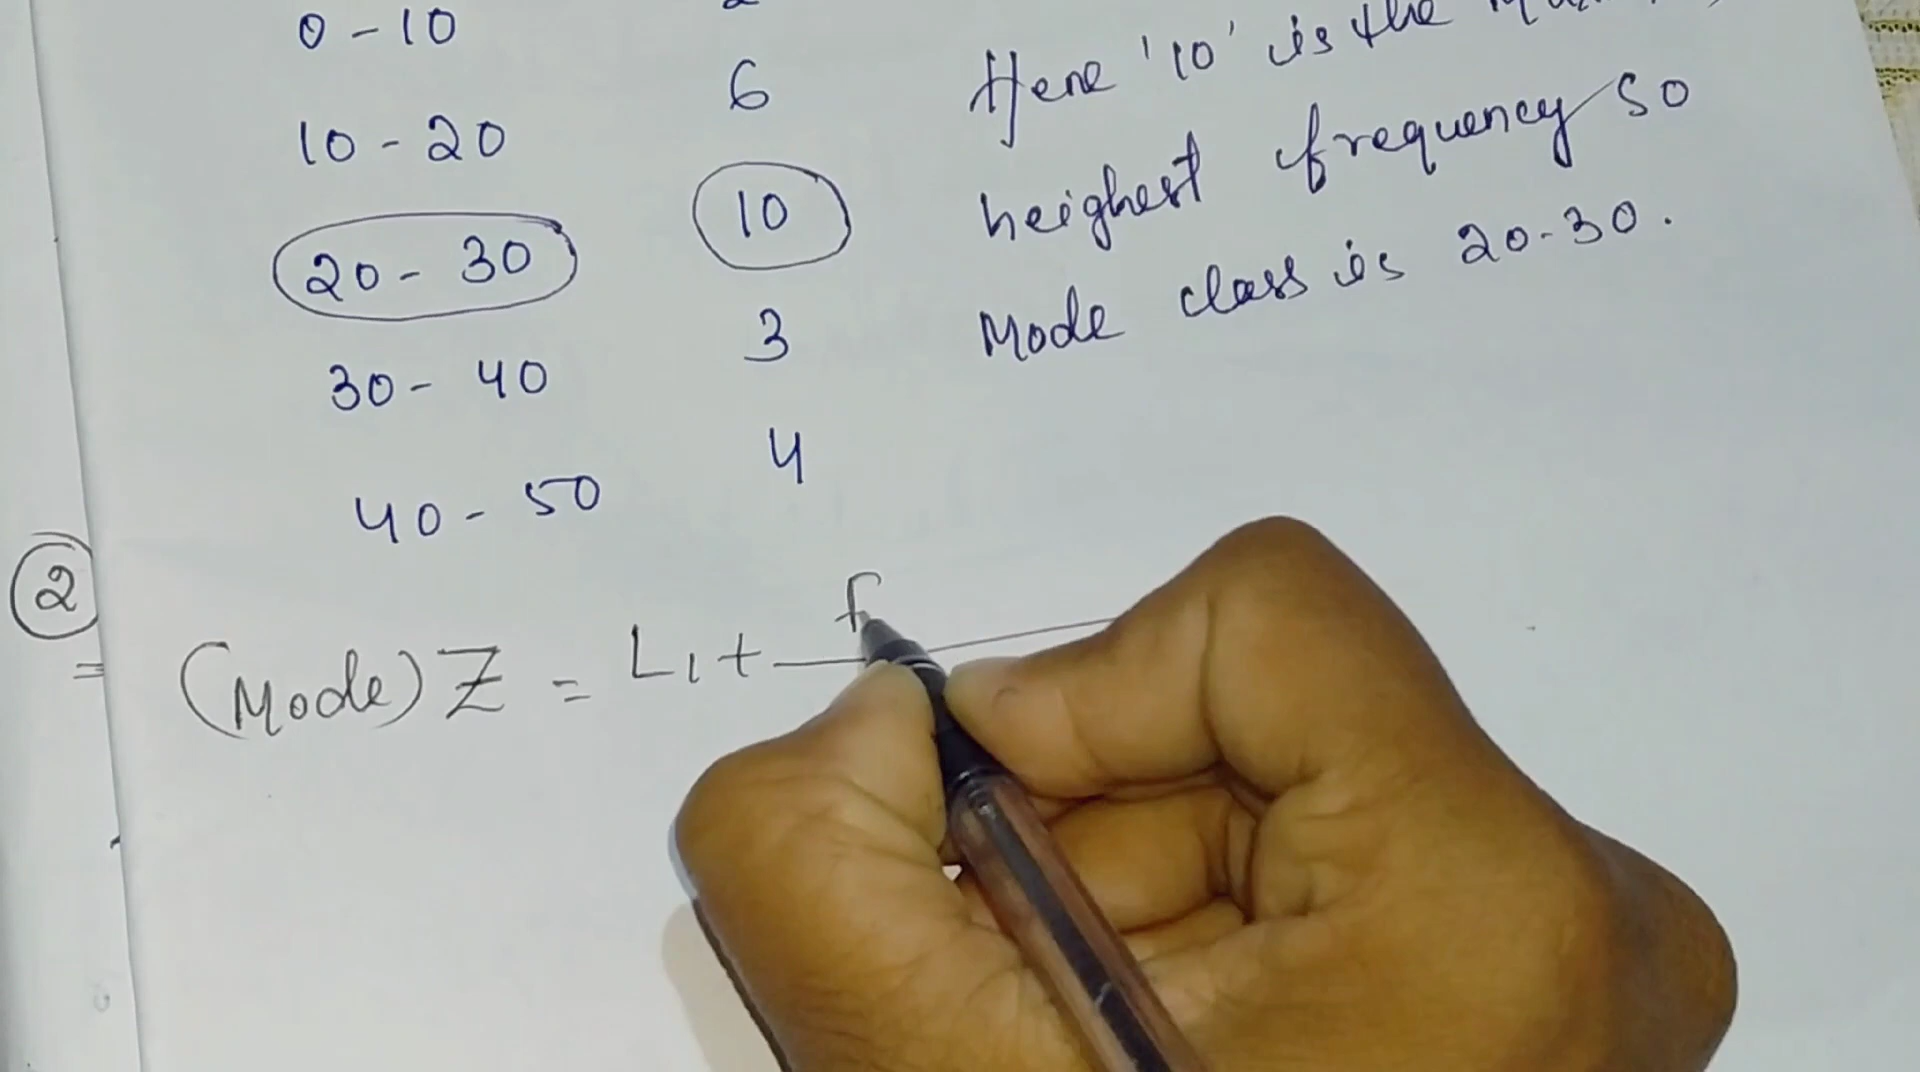 0 - 10
10 - 20 6
20 - 30 10
30 - 40 3
40 - 50 4
Here '10' is the
heighest frequency so
Mode class is 20-30.
2
(Mode) Z = L1 + f